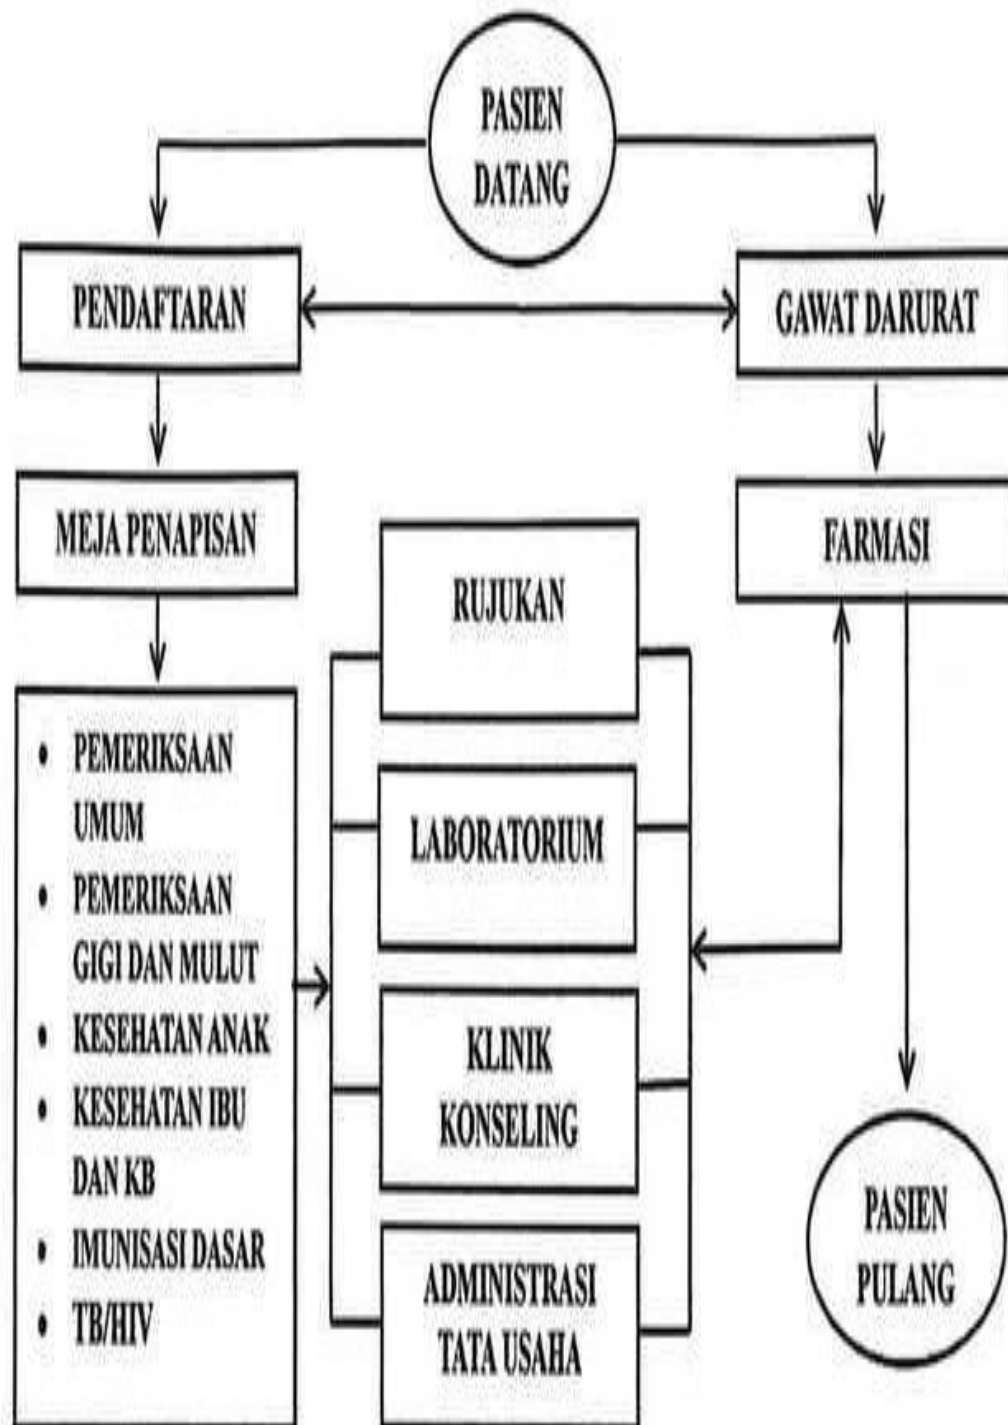 PASIEN
DATANG
PENDAFTARAN
GAWAT DARURAT
MEJA PENAPISAN
FARMASI
RUJUKAN
• PEMERIKSAAN
UMUM
• PEMERIKSAAN
GIGI DAN MULUT
• KESEHATAN ANAK
• KESEHATAN IBU
DAN KB
• IMUNISASI DASAR
• TB/HIV
LABORATORIUM
KLINIK
KONSELING
ADMINISTRASI
TATA USAHA
PASIEN
PULANG